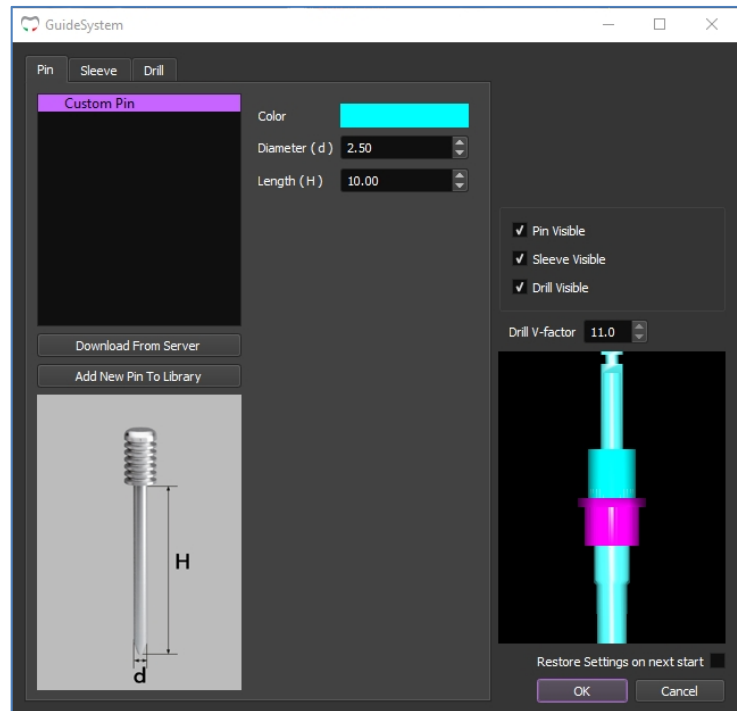 GuideSystem
Pin Sleeve Drill
Custom Pin
Color
Diameter ( d ) 2.50
Length ( H ) 10.00
Download From Server
Add New Pin To Library
H
d
Pin Visible
Sleeve Visible
Drill Visible
Drill V-factor 11.0
Restore Settings on next start
OK Cancel